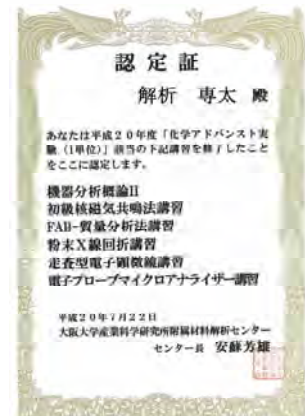 認定証
解析 専太 殿
あなたは平成２０年度「化学アドバンスト実
験（1単位）」該当の下記講習を修了したこと
をここに認定します。
機器分析概論II
初級核磁気共鳴法講習
FAB-質量分析法講習
粉末X線回折講習
走査型電子顕微鏡講習
電子プローブマイクロアナライザー講習
平成２０年７月２２日
大阪大学産業科学研究所附属材料解析センター
センター長 安蘇芳雄